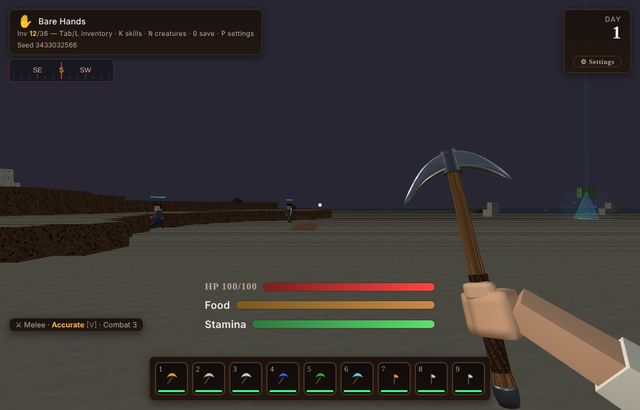 Bare Hands
Inv 12/36 — Tab/L inventory · K skills · N creatures · 0 save · P settings
Seed 3433032566
DAY
1
⚙ Settings
SE S SW
HP 100/100
Food
Stamina
⚔ Melee · Accurate [V] · Combat 3
1 2 3 4 5 6 7 8 9